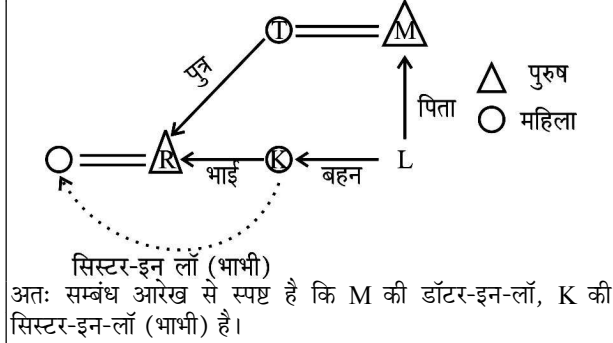 T M
पुत्र
पुरुष
पिता
महिला
R भाई K बहन L
सिस्टर-इन लॉ (भाभी)
अतः सम्बंध आरेख से स्पष्ट है कि M की डॉटर-इन-लॉ, K की
सिस्टर-इन-लॉ (भाभी) है।